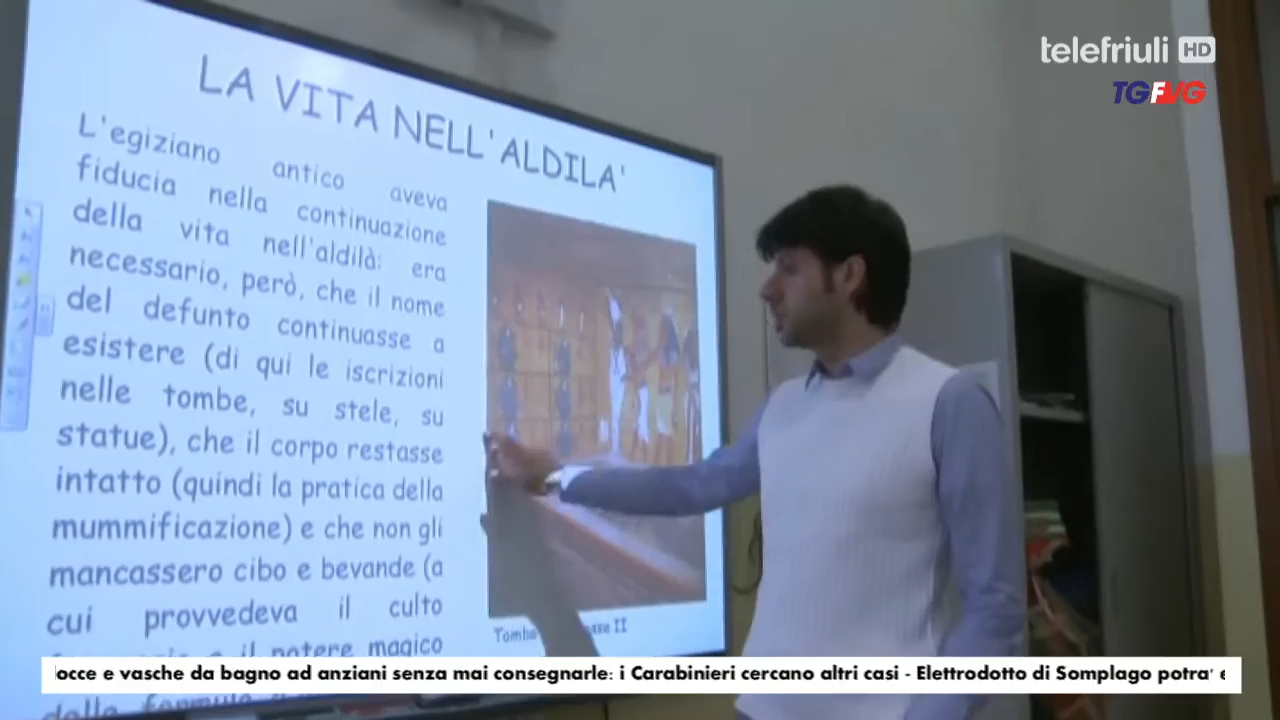 telefriuli HD
TGFVG
LA VITA NELL'ALDILA'
L'egiziano antico aveva
fiducia nella continuazione
della vita nell'aldilà: era
necessario, però, che il nome
del defunto continuasse a
esistere (di qui le iscrizioni
nelle tombe, su stele, su
statue), che il corpo restasse
intatto (quindi la pratica della
mummificazione) e che non gli
mancassero cibo e bevande (a
cui provvedeva il culto
e il potere magico
delle formule
Tomba II
occe e vasche da bagno ad anziani senza mai consegnarle: i Carabinieri cercano altri casi - Elettrodotto di Somplago potra' e